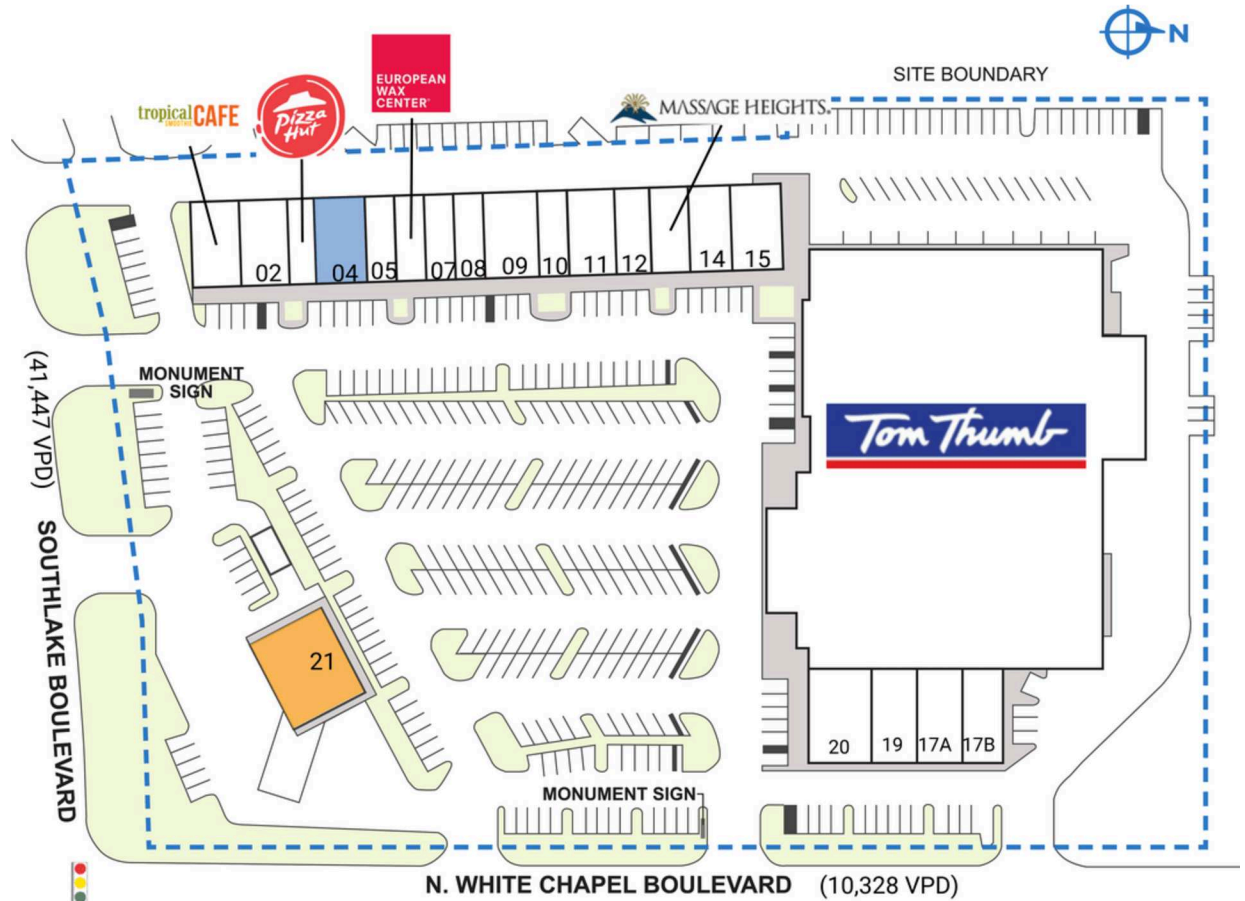 N
SITE BOUNDARY
tropical CAFE
SMOOTHIE
Pizza
Hut
EUROPEAN
WAX
CENTER
MASSAGE HEIGHTS.
02
04
05
07
08
09
10
11
12
14
15
(41,447 VPD)
SOUTHLAKE BOULEVARD
MONUMENT
SIGN
Tom Thumb
21
20
19
17A
17B
MONUMENT SIGN
N. WHITE CHAPEL BOULEVARD (10,328 VPD)